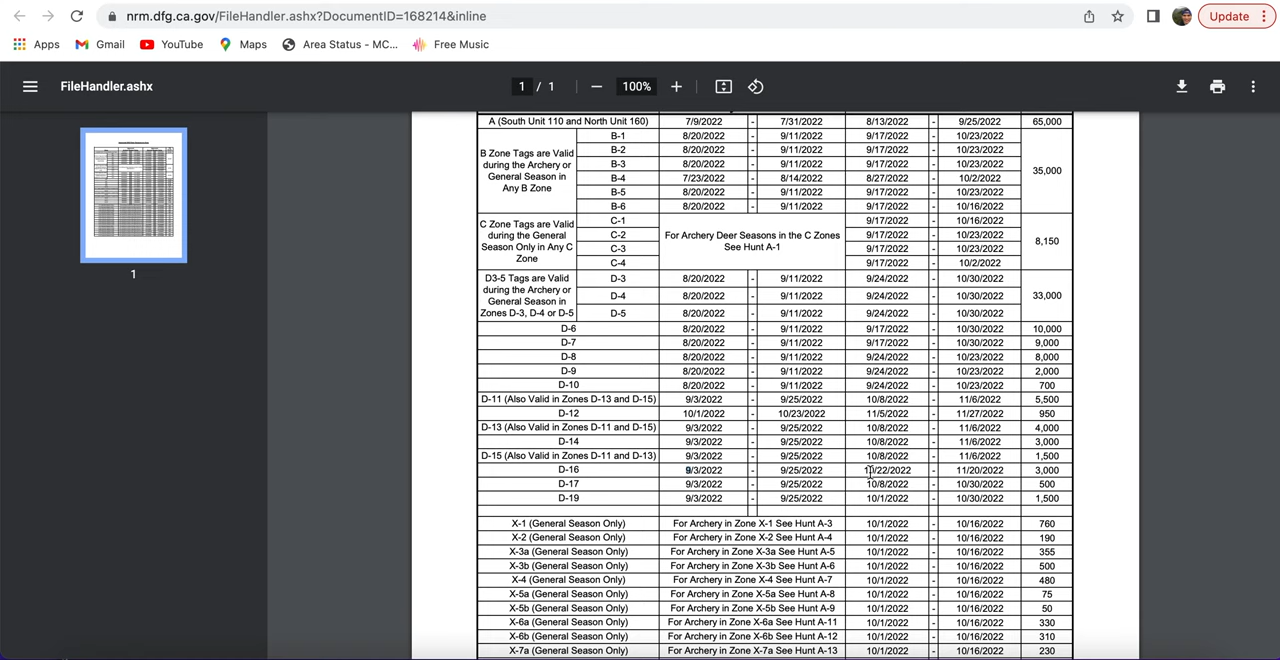 nrm.dfg.ca.gov/FileHandler.ashx?DocumentID=168214&inline
Update
Apps Gmail YouTube Maps Area Status - MC... Free Music
FileHandler.ashx 1 / 1 100%
A (South Unit 110 and North Unit 160) 7/9/2022 - 7/31/2022 8/13/2022 - 9/25/2022 65,000
B Zone Tags are Valid during the Archery or General Season in Any B Zone
B-1 8/20/2022 - 9/11/2022 9/17/2022 - 10/23/2022
B-2 8/20/2022 - 9/11/2022 9/17/2022 - 10/23/2022
B-3 8/20/2022 - 9/11/2022 9/17/2022 - 10/23/2022
B-4 7/23/2022 - 8/14/2022 8/27/2022 - 10/2/2022
B-5 8/20/2022 - 9/11/2022 9/17/2022 - 10/23/2022
B-6 8/20/2022 - 9/11/2022 9/17/2022 - 10/16/2022
35,000
C Zone Tags are Valid during the General Season Only in Any C Zone
For Archery Deer Seasons in the C Zones See Hunt A-1
C-1 9/17/2022 - 10/16/2022
C-2 9/17/2022 - 10/23/2022
C-3 9/17/2022 - 10/23/2022
C-4 9/17/2022 - 10/2/2022
8,150
D3-5 Tags are Valid during the Archery or General Season in Zones D-3, D-4 or D-5
D-3 8/20/2022 - 9/11/2022 9/24/2022 - 10/30/2022
D-4 8/20/2022 - 9/11/2022 9/24/2022 - 10/30/2022
D-5 8/20/2022 - 9/11/2022 9/24/2022 - 10/30/2022
33,000
D-6 8/20/2022 - 9/11/2022 9/17/2022 - 10/30/2022 10,000
D-7 8/20/2022 - 9/11/2022 9/17/2022 - 10/30/2022 9,000
D-8 8/20/2022 - 9/11/2022 9/24/2022 - 10/23/2022 8,000
D-9 8/20/2022 - 9/11/2022 9/24/2022 - 10/23/2022 2,000
D-10 8/20/2022 - 9/11/2022 9/24/2022 - 10/23/2022 700
D-11 (Also Valid in Zones D-13 and D-15) 9/3/2022 - 9/25/2022 10/8/2022 - 11/6/2022 5,500
D-12 10/1/2022 - 10/23/2022 11/5/2022 - 11/27/2022 950
D-13 (Also Valid in Zones D-11 and D-15) 9/3/2022 - 9/25/2022 10/8/2022 - 11/6/2022 4,000
D-14 9/3/2022 - 9/25/2022 10/8/2022 - 11/6/2022 3,000
D-15 (Also Valid in Zones D-11 and D-13) 9/3/2022 - 9/25/2022 10/8/2022 - 11/6/2022 1,500
D-16 9/3/2022 - 9/25/2022 10/22/2022 - 11/20/2022 3,000
D-17 9/3/2022 - 9/25/2022 10/8/2022 - 10/30/2022 500
D-19 9/3/2022 - 9/25/2022 10/1/2022 - 10/30/2022 1,500
X-1 (General Season Only) For Archery in Zone X-1 See Hunt A-3 10/1/2022 - 10/16/2022 760
X-2 (General Season Only) For Archery in Zone X-2 See Hunt A-4 10/1/2022 - 10/16/2022 190
X-3a (General Season Only) For Archery in Zone X-3a See Hunt A-5 10/1/2022 - 10/16/2022 355
X-3b (General Season Only) For Archery in Zone X-3b See Hunt A-6 10/1/2022 - 10/16/2022 500
X-4 (General Season Only) For Archery in Zone X-4 See Hunt A-7 10/1/2022 - 10/16/2022 480
X-5a (General Season Only) For Archery in Zone X-5a See Hunt A-8 10/1/2022 - 10/16/2022 75
X-5b (General Season Only) For Archery in Zone X-5b See Hunt A-9 10/1/2022 - 10/16/2022 50
X-6a (General Season Only) For Archery in Zone X-6a See Hunt A-11 10/1/2022 - 10/16/2022 330
X-6b (General Season Only) For Archery in Zone X-6b See Hunt A-12 10/1/2022 - 10/16/2022 310
X-7a (General Season Only) For Archery in Zone X-7a See Hunt A-13 10/1/2022 - 10/16/2022 230
1